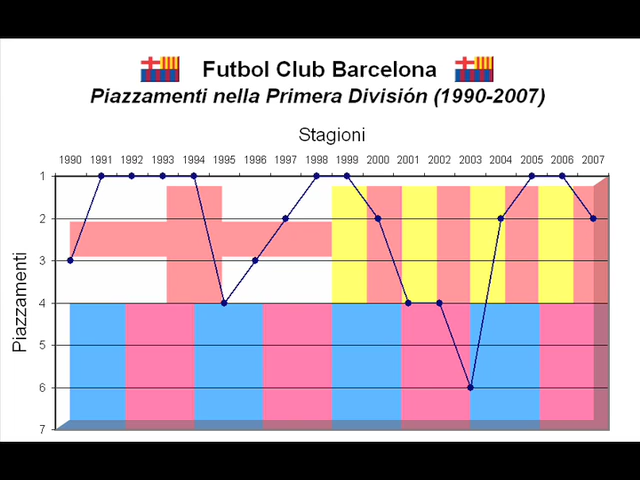 Futbol Club Barcelona
Piazzamenti nella Primera División (1990-2007)
Stagioni
1990 1991 1992 1993 1994 1995 1996 1997 1998 1999 2000 2001 2002 2003 2004 2005 2006 2007
Piazzamenti
1
2
3
4
5
6
7